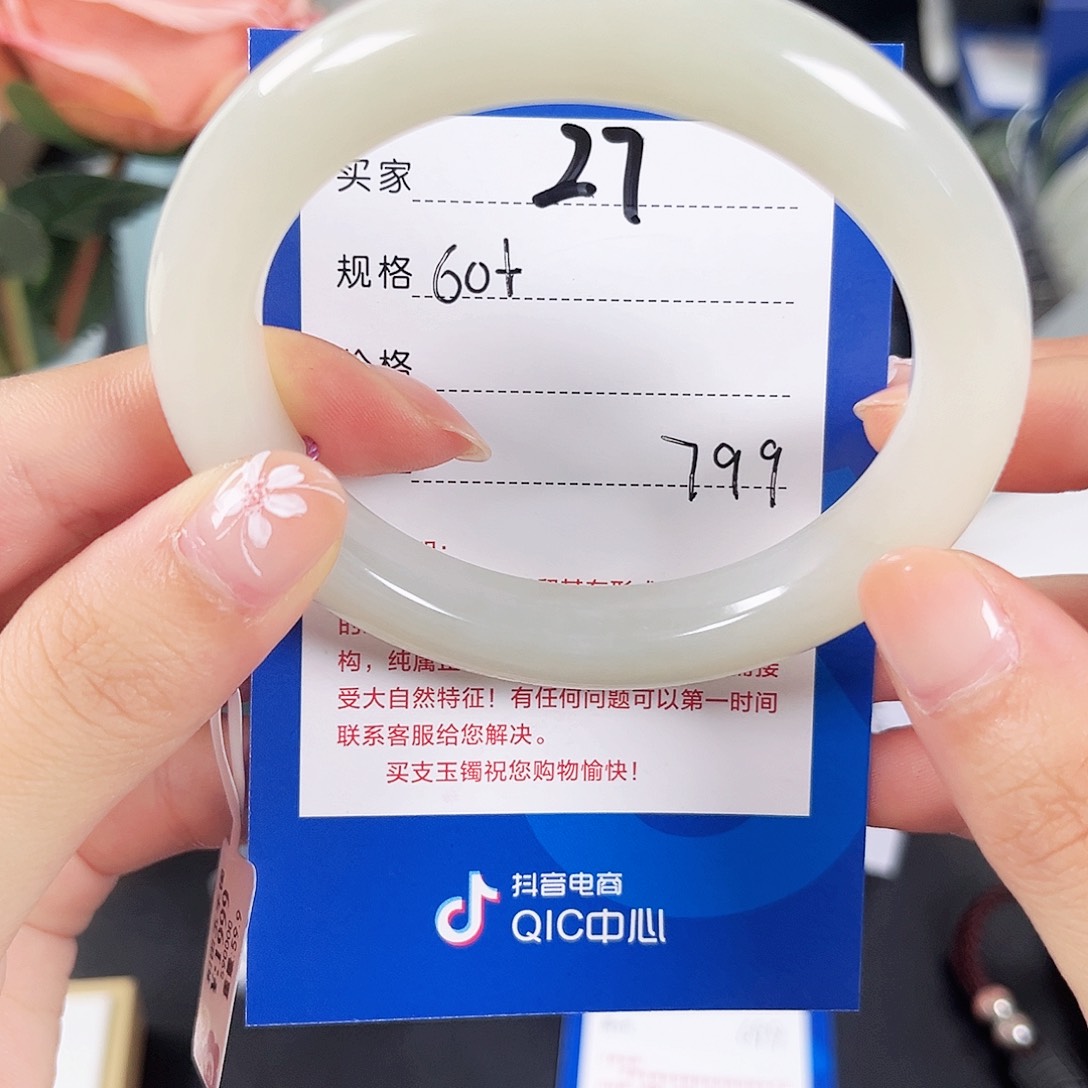 买家 27
规格 60+
价格
799
构，纯属
受大自然特征！有任何问题可以第一时间
联系客服给您解决。
买支玉镯祝您购物愉快！
抖音电商
QIC中心